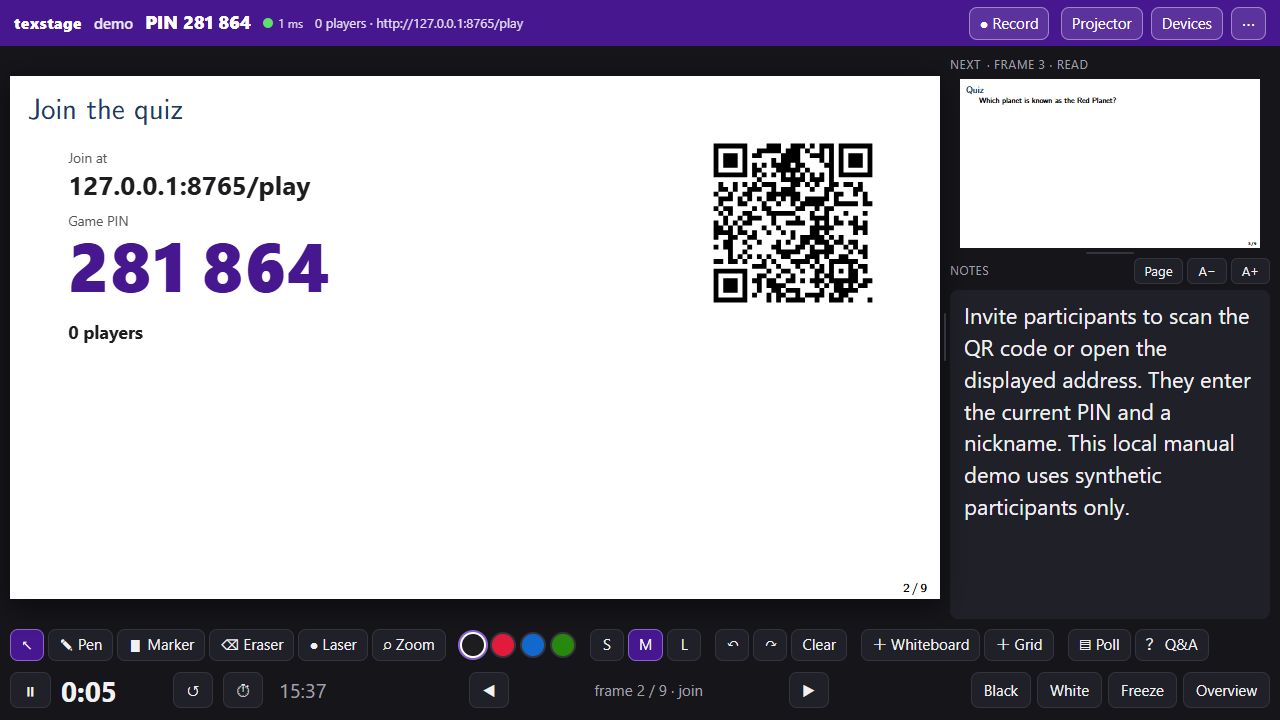 texstage demo PIN 281 864 1 ms 0 players · http://127.0.0.1:8765/play ● Record Projector Devices ···
Join the quiz
Join at
127.0.0.1:8765/play
Game PIN
281 864
0 players
2 / 9
NEXT · FRAME 3 · READ
Quiz
Which planet is known as the Red Planet?
3/9
NOTES Page A− A+
Invite participants to scan the
QR code or open the
displayed address. They enter
the current PIN and a
nickname. This local manual
demo uses synthetic
participants only.
Pen Marker Eraser Laser Zoom S M L Clear + Whiteboard + Grid Poll ? Q&A
0:05 15:37 frame 2 / 9 · join Black White Freeze Overview